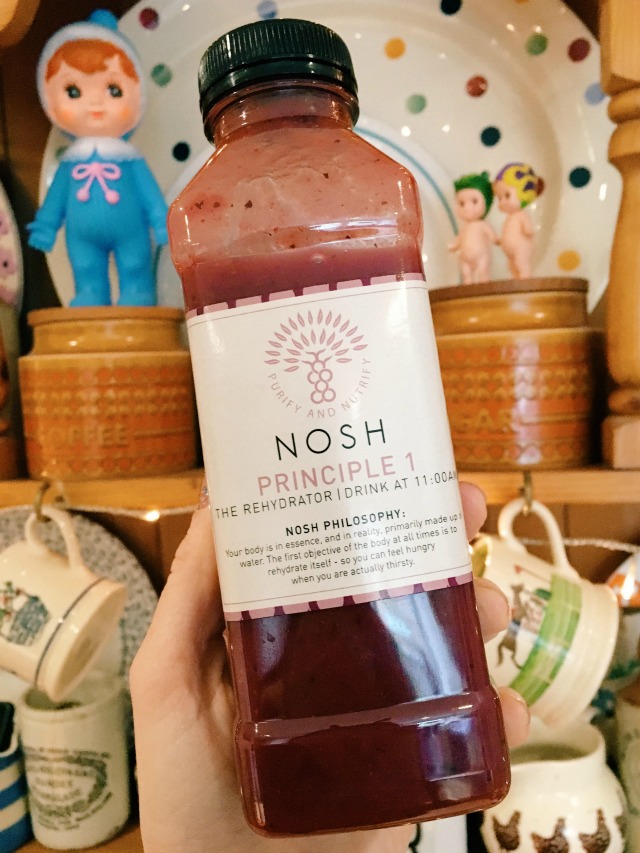 PURIFY AND NUTRIFY
NOSH
PRINCIPLE 1
THE REHYDRATOR | DRINK AT 11:00A
NOSH PHILOSOPHY:
Your body is in essence, and in reality, primarily made up
water. The first objective of the body at all times is to
rehydrate itself - so you can feel hungry
when you are actually thirsty.
COFFEE